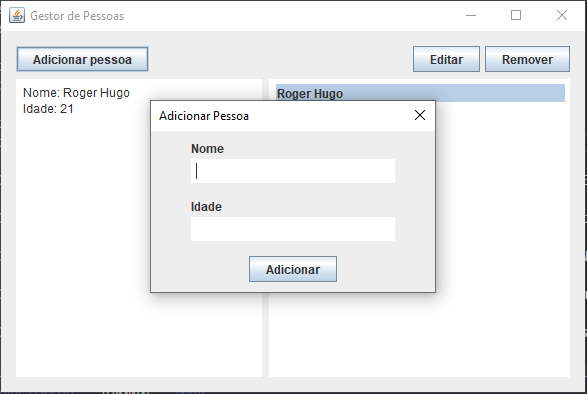 Gestor de Pessoas
Adicionar pessoa
Editar
Remover
Nome: Roger Hugo
Idade: 21
Roger Hugo
Adicionar Pessoa
Nome
Idade
Adicionar